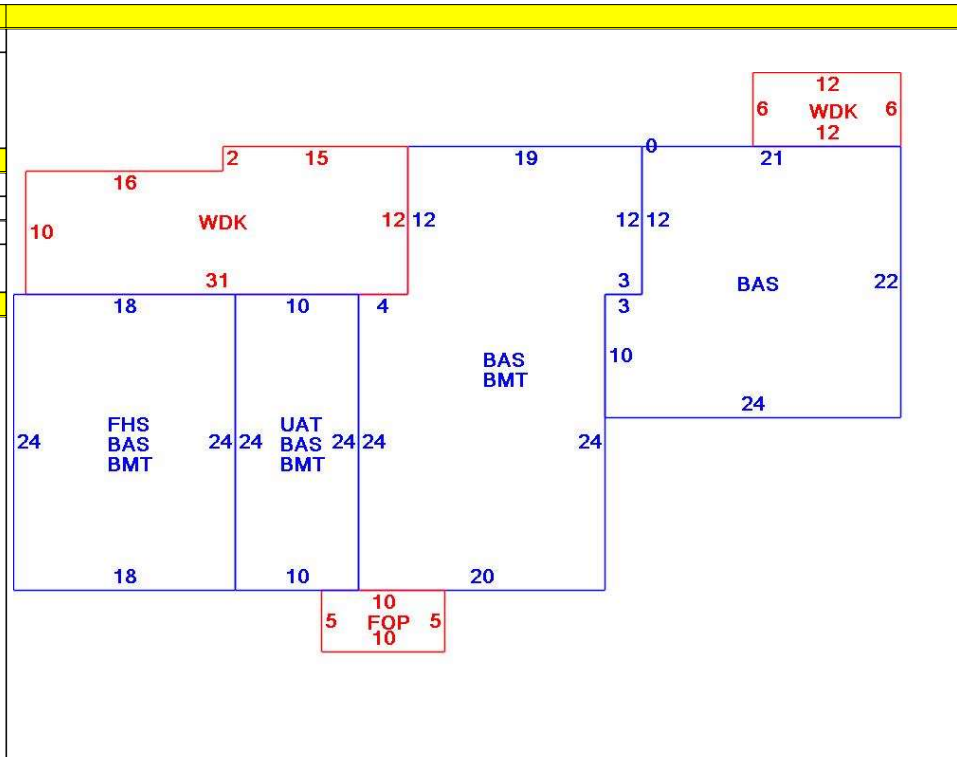 12
6 WDK 6
12
2 15 19 0 21
16
10 WDK 12 12 12 12
31 3 BAS 22
18 10 4 3
10
BAS
BMT
24
FHS UAT
24 BAS 24 24 BAS 24 24 24
BMT BMT
18 10 20
10
5 FOP 5
10